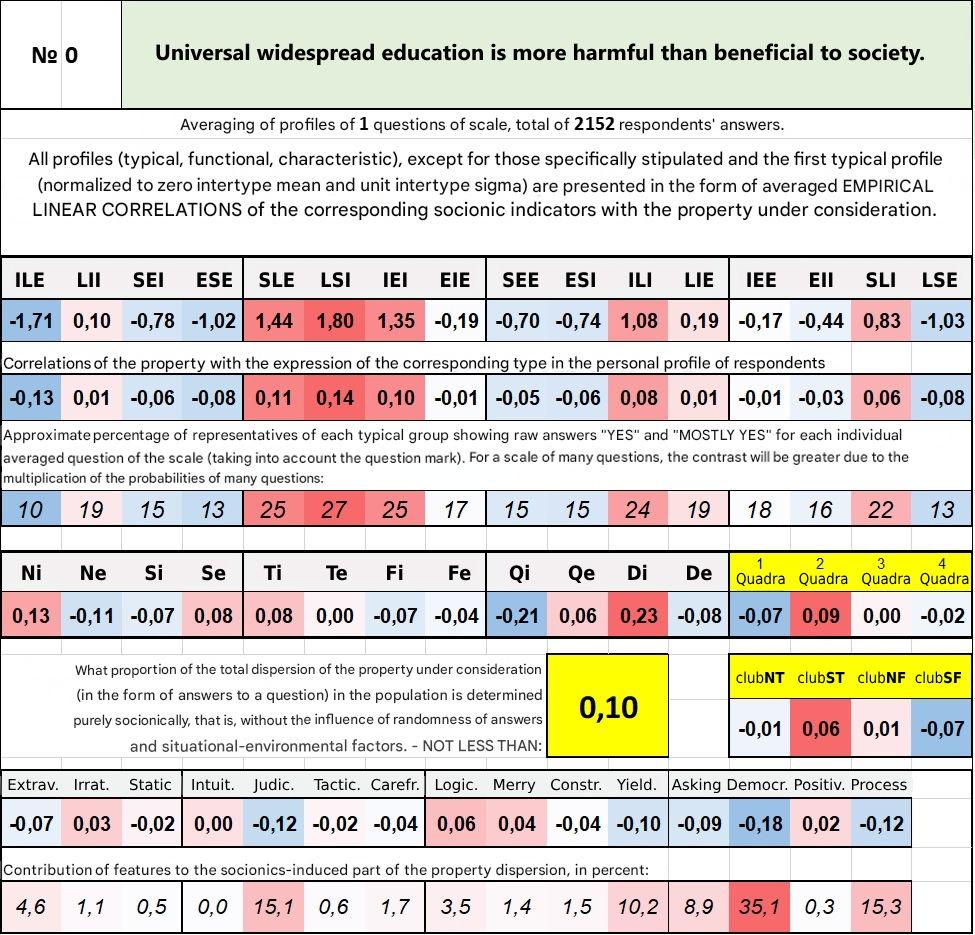 № 0
Universal widespread education is more harmful than beneficial to society.
Averaging of profiles of 1 questions of scale, total of 2152 respondents' answers.
All profiles (typical, functional, characteristic), except for those specifically stipulated and the first typical profile
(normalized to zero intertype mean and unit intertype sigma) are presented in the form of averaged EMPIRICAL
LINEAR CORRELATIONS of the corresponding socionic indicators with the property under consideration.
ILE LII SEI ESE SLE LSI IEI EIE SEE ESI ILI LIE IEE EII SLI LSE
-1,71 0,10 -0,78 -1,02 1,44 1,80 1,35 -0,19 -0,70 -0,74 1,08 0,19 -0,17 -0,44 0,83 -1,03
Correlations of the property with the expression of the corresponding type in the personal profile of respondents
-0,13 0,01 -0,06 -0,08 0,11 0,14 0,10 -0,01 -0,05 -0,06 0,08 0,01 -0,01 -0,03 0,06 -0,08
Approximate percentage of representatives of each typical group showing raw answers "YES" and "MOSTLY YES" for each individual
averaged question of the scale (taking into account the question mark). For a scale of many questions, the contrast will be greater due to the
multiplication of the probabilities of many questions:
10 19 15 13 25 27 25 17 15 15 24 19 18 16 22 13
Ni Ne Si Se Ti Te Fi Fe Qi Qe Di De 1 Quadra 2 Quadra 3 Quadra 4 Quadra
0,13 -0,11 -0,07 0,08 0,08 0,00 -0,07 -0,04 -0,21 0,06 0,23 -0,08 -0,07 0,09 0,00 -0,02
What proportion of the total dispersion of the property under consideration
(in the form of answers to a question) in the population is determined
purely socionically, that is, without the influence of randomness of answers
and situational-environmental factors. - NOT LESS THAN:
0,10
clubNT clubST clubNF clubSF
-0,01 0,06 0,01 -0,07
Extrav. Irrat. Static Intuit. Judic. Tactic. Carefr. Logic. Merry Constr. Yield. Asking Democr. Positiv. Process
-0,07 0,03 -0,02 0,00 -0,12 -0,02 -0,04 0,06 0,04 -0,04 -0,10 -0,09 -0,18 0,02 -0,12
Contribution of features to the socionics-induced part of the property dispersion, in percent:
4,6 1,1 0,5 0,0 15,1 0,6 1,7 3,5 1,4 1,5 10,2 8,9 35,1 0,3 15,3